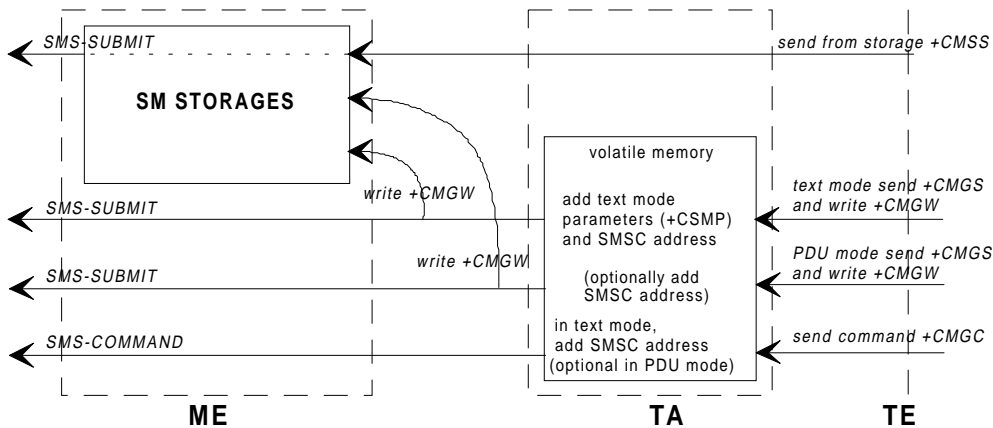 SMS-SUBMIT
send from storage +CMSS
SM STORAGES
volatile memory
write +CMGW
add text mode
parameters (+CSMP)
and SMSC address
text mode send +CMGS
and write +CMGW
SMS-SUBMIT
write +CMGW
PDU mode send +CMGS
and write +CMGW
SMS-SUBMIT
(optionally add
SMSC address)
in text mode,
add SMSC address
(optional in PDU mode)
send command +CMGC
SMS-COMMAND
ME
TA
TE